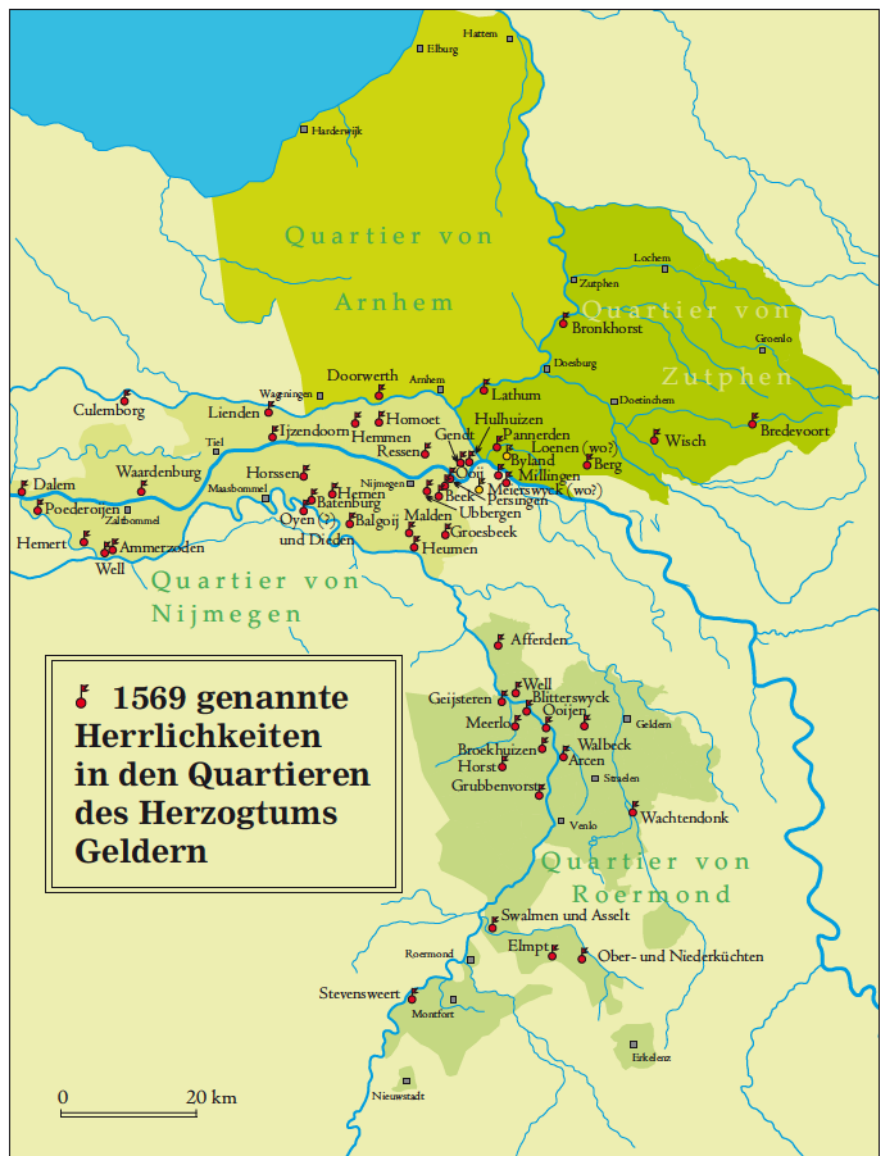 Hattem
Elburg
Harderwijk
Quartier von
Arnhem
Lochem
Zutphen
Quartier von
Zutphen
Bronkhorst
Groenlo
Doesburg
Doetinchem
Wisch
Bredevoort
Doorwerth
Arnhem
Wageningen
Lathum
Culemborg
Lienden
Homoet
Hemmen
Hulhuizen
Gendt
Pannerden
Ijzendoorn
Ressen
Loenen (wo?)
Byland
Berg
Tiel
Ooij
Millingen
Dalem
Waardenburg
Horssen
Nijmegen
Meierswyck (wo?)
Maasbommel
Hernen
Beek
Persingen
Batenburg
Ubbergen
Poederoijen
Zaltbommel
Oyen (?)
und Dieden
Balgoij
Malden
Groesbeek
Hemert
Ammerzoden
Heumen
Well
Quartier von
Nijmegen
Afferden
Well
Geijsteren
Blitterswyck
Ooijen
Meerlo
Geldern
Broekhuizen
Walbeck
Arcen
Horst
Straelen
Grubbenvorst
Wachtendonk
Venlo
Quartier von
Roermond
Swalmen und Asselt
Elmpt
Roermond
Ober- und Niederküchten
Stevensweert
Montfort
Erkelenz
Nieuwstadt
1569 genannte
Herrlichkeiten
in den Quartieren
des Herzogtums
Geldern
0 20 km